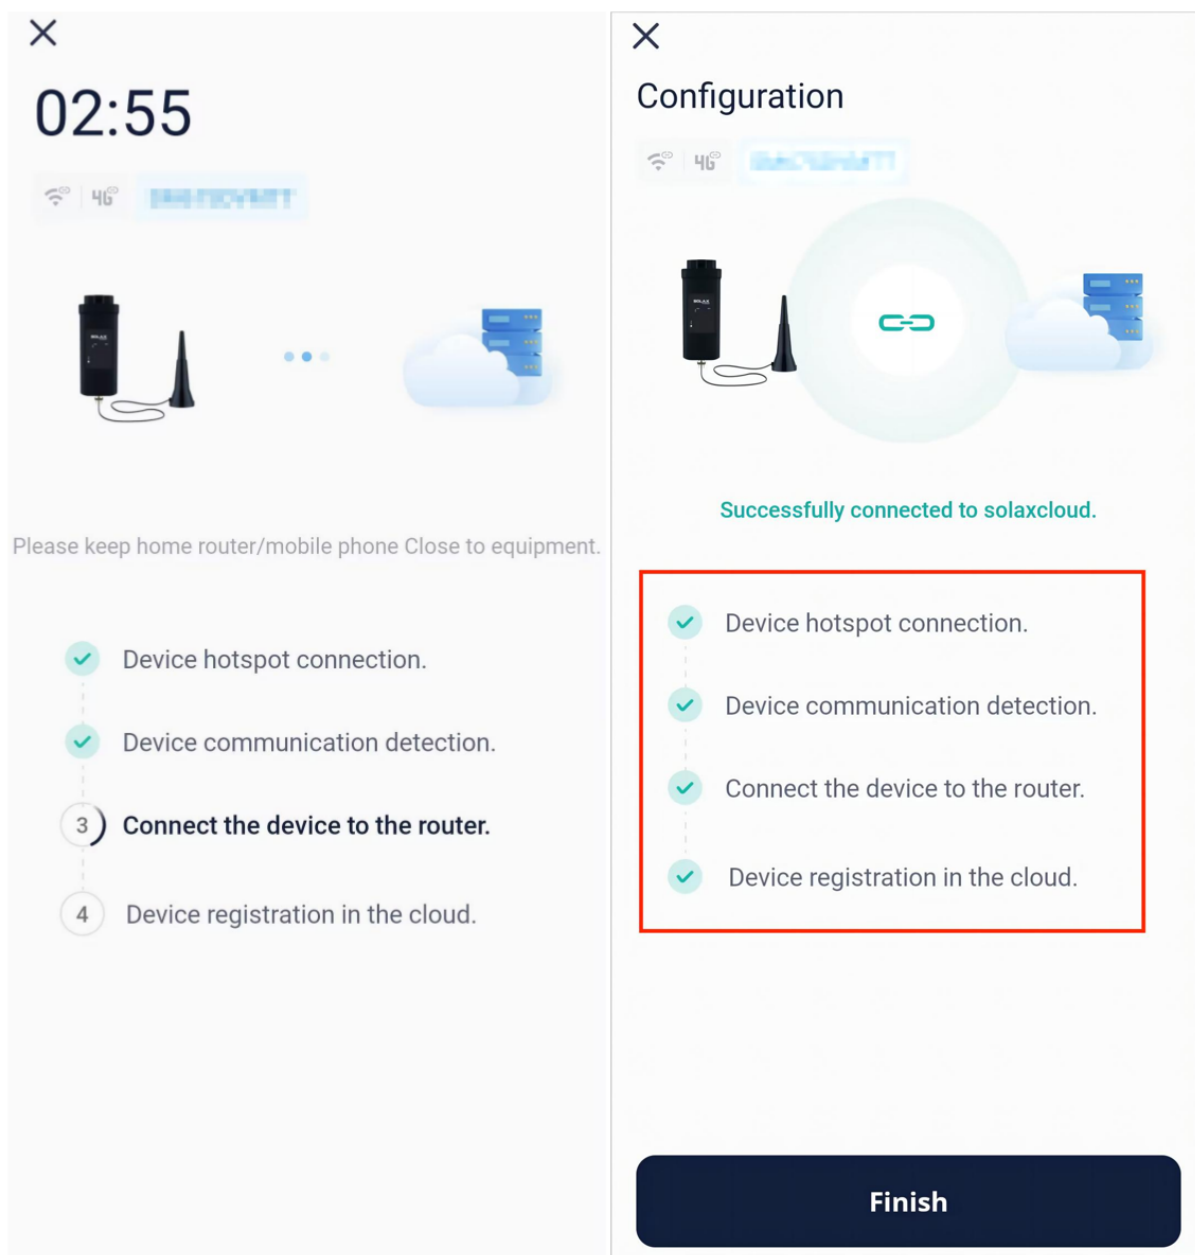 02:55
4G
Please keep home router/mobile phone Close to equipment.
Device hotspot connection.
Device communication detection.
3
Connect the device to the router.
4
Device registration in the cloud.
Configuration
4G
Successfully connected to solaxcloud.
Device hotspot connection.
Device communication detection.
Connect the device to the router.
Device registration in the cloud.
Finish